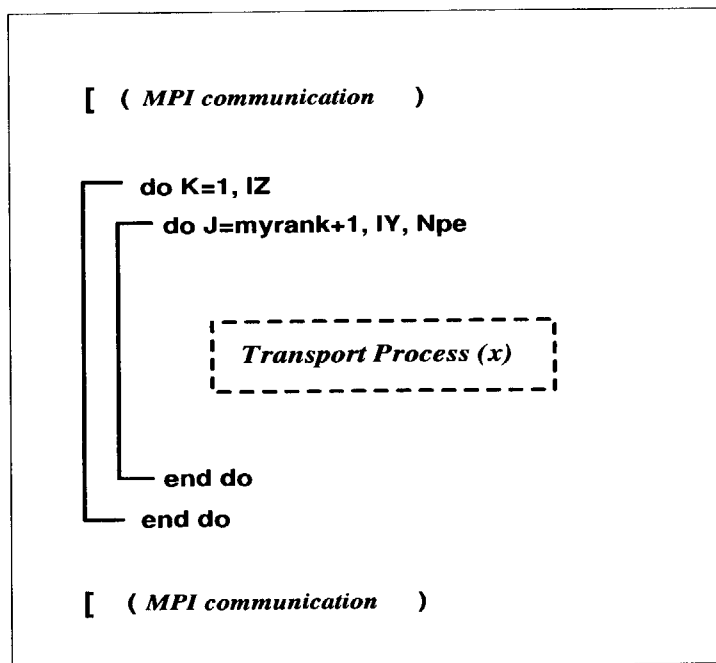 [ ( MPI communication )
do K=1, IZ
do J=myrank+1, IY, Npe
Transport Process (x)
end do
end do
[ ( MPI communication )